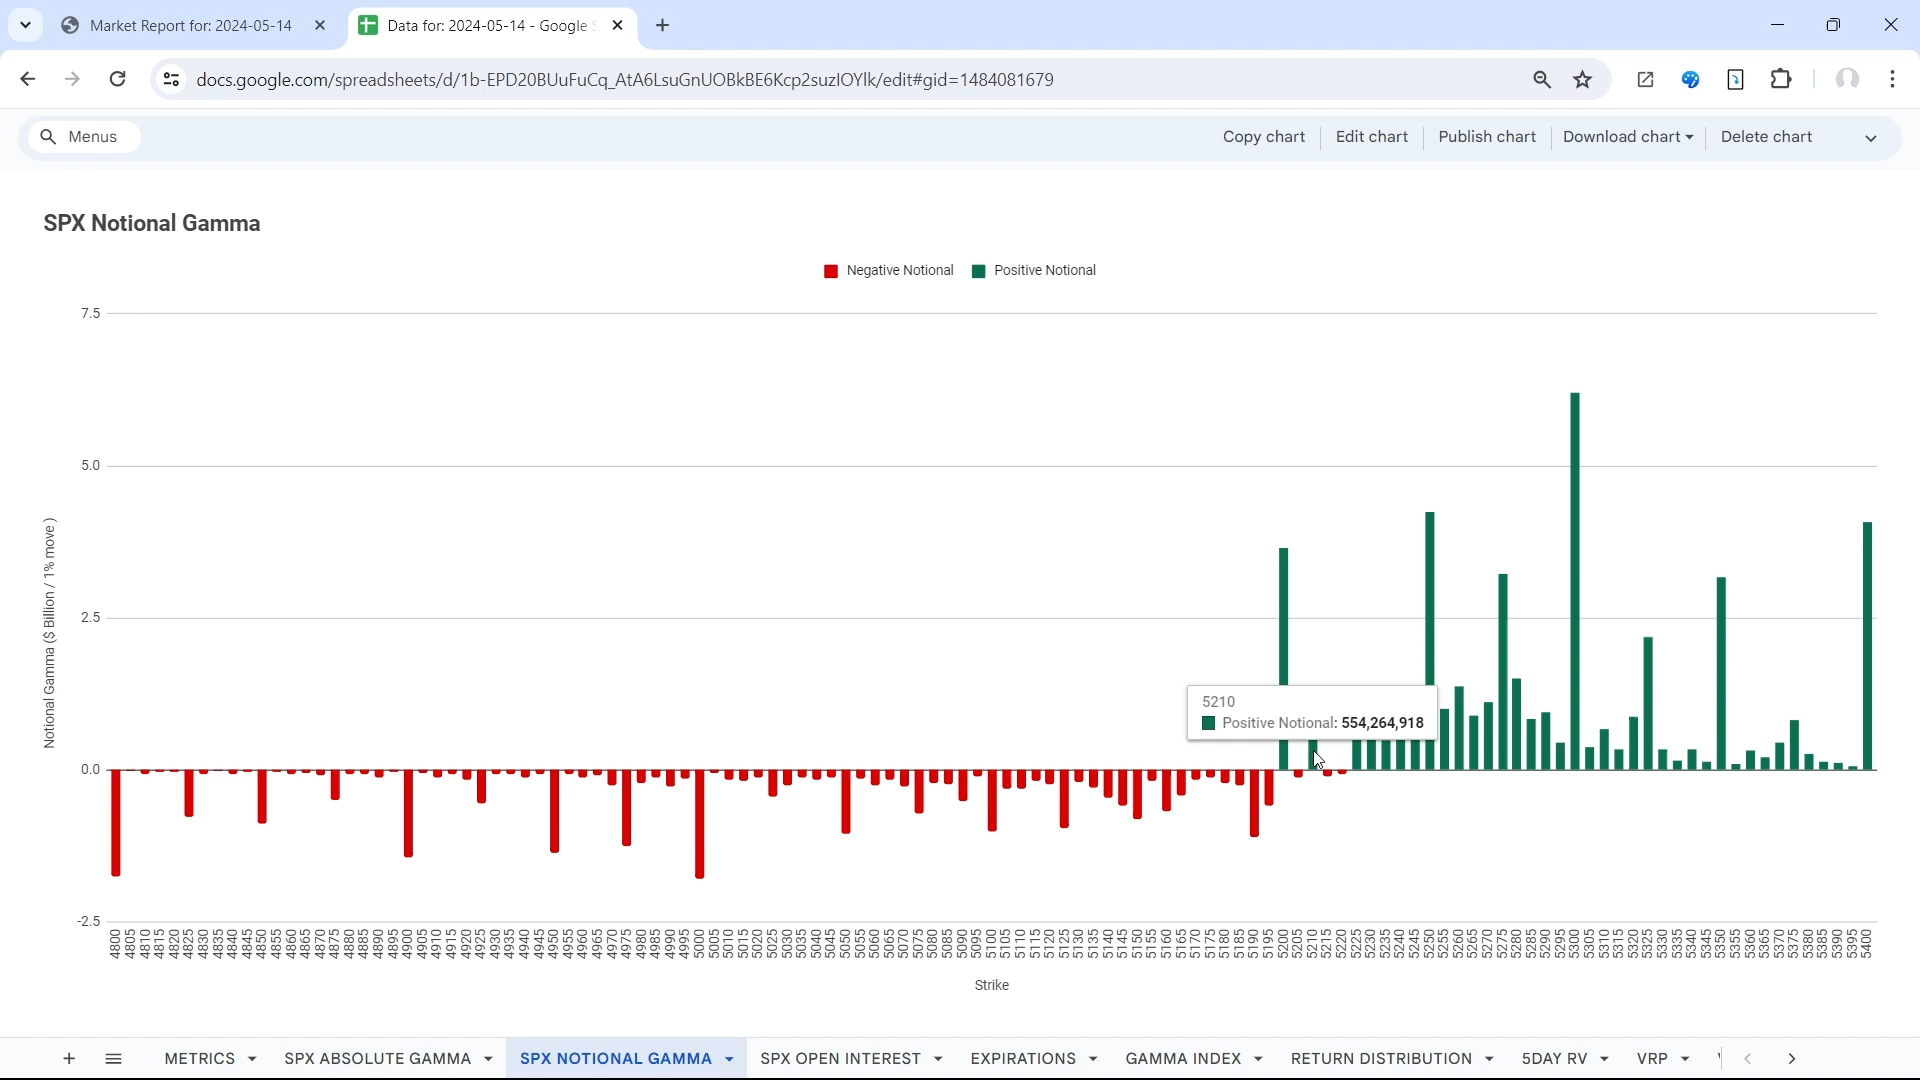 Market Report for: 2024-05-14
Data for: 2024-05-14 - Google S
docs.google.com/spreadsheets/d/1b-EPD20BUuFuCq_AtA6LsuGnUOBkBE6Kcp2suzIOYlk/edit#gid=1484081679
Menus
Copy chart
Edit chart
Publish chart
Download chart
Delete chart
SPX Notional Gamma
Negative Notional
Positive Notional
7.5
5.0
2.5
0.0
-2.5
Notional Gamma ($ Billion / 1% move )
5210
Positive Notional: 554,264,918
4800 4805 4810 4815 4820 4825 4830 4835 4840 4845 4850 4855 4860 4865 4870 4875 4880 4885 4890 4895 4900 4905 4910 4915 4920 4925 4930 4935 4940 4945 4950 4955 4960 4965 4970 4975 4980 4985 4990 4995 5000 5005 5010 5015 5020 5025 5030 5035 5040 5045 5050 5055 5060 5065 5070 5075 5080 5085 5090 5095 5100 5105 5110 5115 5120 5125 5130 5135 5140 5145 5150 5155 5160 5165 5170 5175 5180 5185 5190 5195 5200 5205 5210 5215 5220 5225 5230 5235 5240 5245 5250 5255 5260 5265 5270 5275 5280 5285 5290 5295 5300 5305 5310 5315 5320 5325 5330 5335 5340 5345 5350 5355 5360 5365 5370 5375 5380 5385 5390 5395 5400
Strike
METRICS
SPX ABSOLUTE GAMMA
SPX NOTIONAL GAMMA
SPX OPEN INTEREST
EXPIRATIONS
GAMMA INDEX
RETURN DISTRIBUTION
5DAY RV
VRP